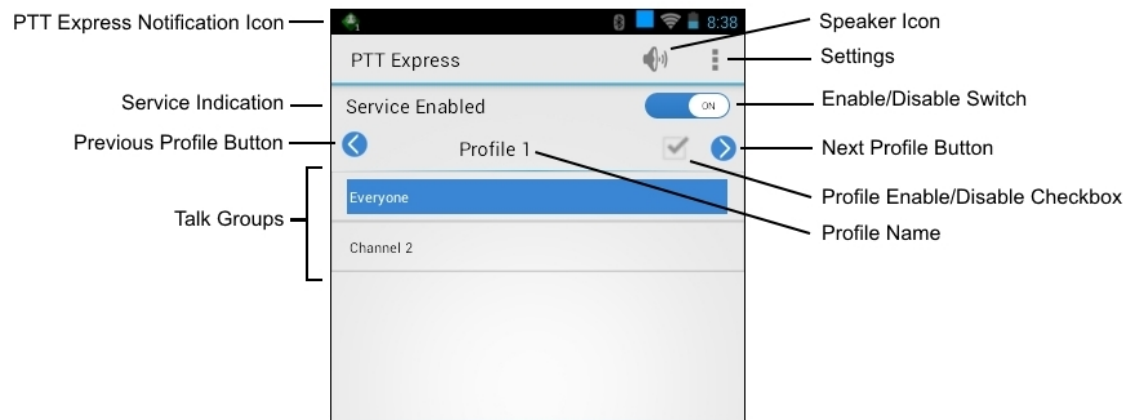 PTT Express Notification Icon
8:38
Speaker Icon
PTT Express
Settings
Service Indication
Service Enabled
ON
Enable/Disable Switch
Previous Profile Button
Profile 1
Next Profile Button
Profile Enable/Disable Checkbox
Talk Groups
Everyone
Profile Name
Channel 2